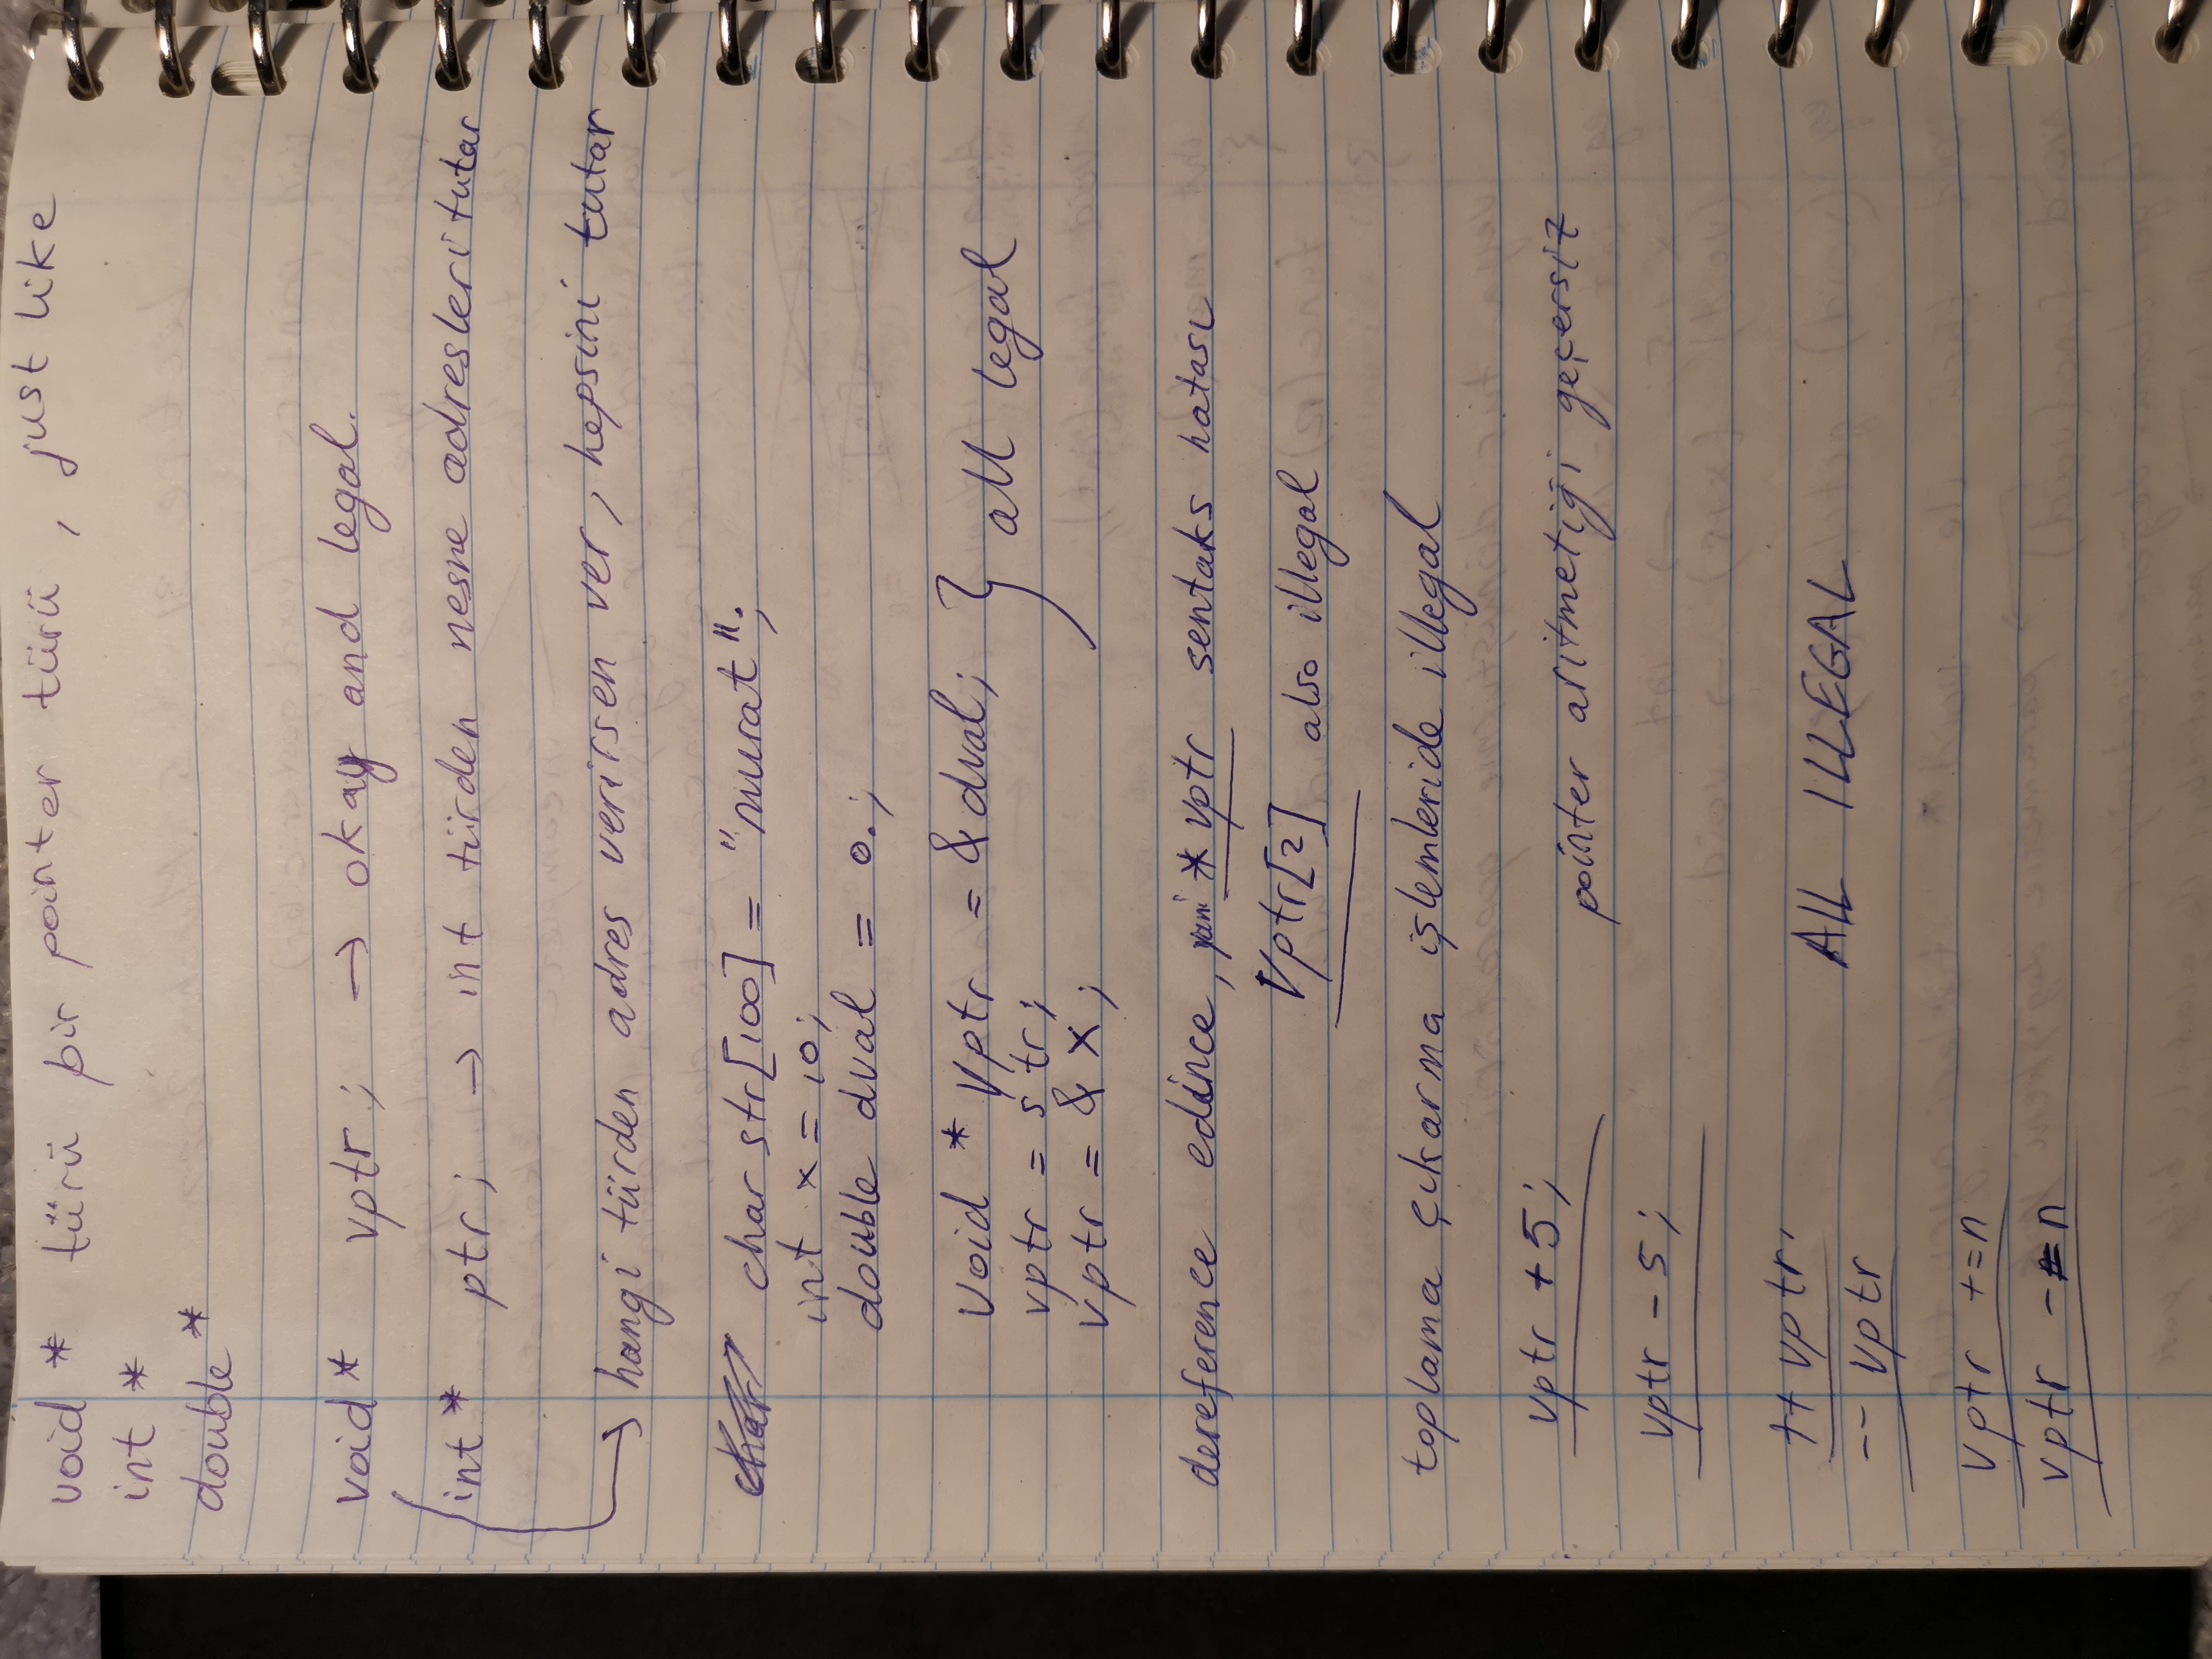 void * türü bir pointer türü , just like
int *
double *
void * vptr ; → okay and legal.
int * ptr ; → int türden nesne adresleri tutar
→ hangi türden adres verirsen ver, hepsini tutar
char str[100] = "murat";
int x = 10;
double dval = 0.;
void * vptr = &dval;
vptr = str;
vptr = &x;
} all legal
dereference edince, yani *vptr sentaks hatası
vptr[2] also illegal
toplama çıkarma işlemleride illegal
vptr + 5;
pointer aritmetiği geçersiz
vptr - 5;
++vptr,
ALL ILLEGAL
--vptr
vptr +=n
vptr -=n